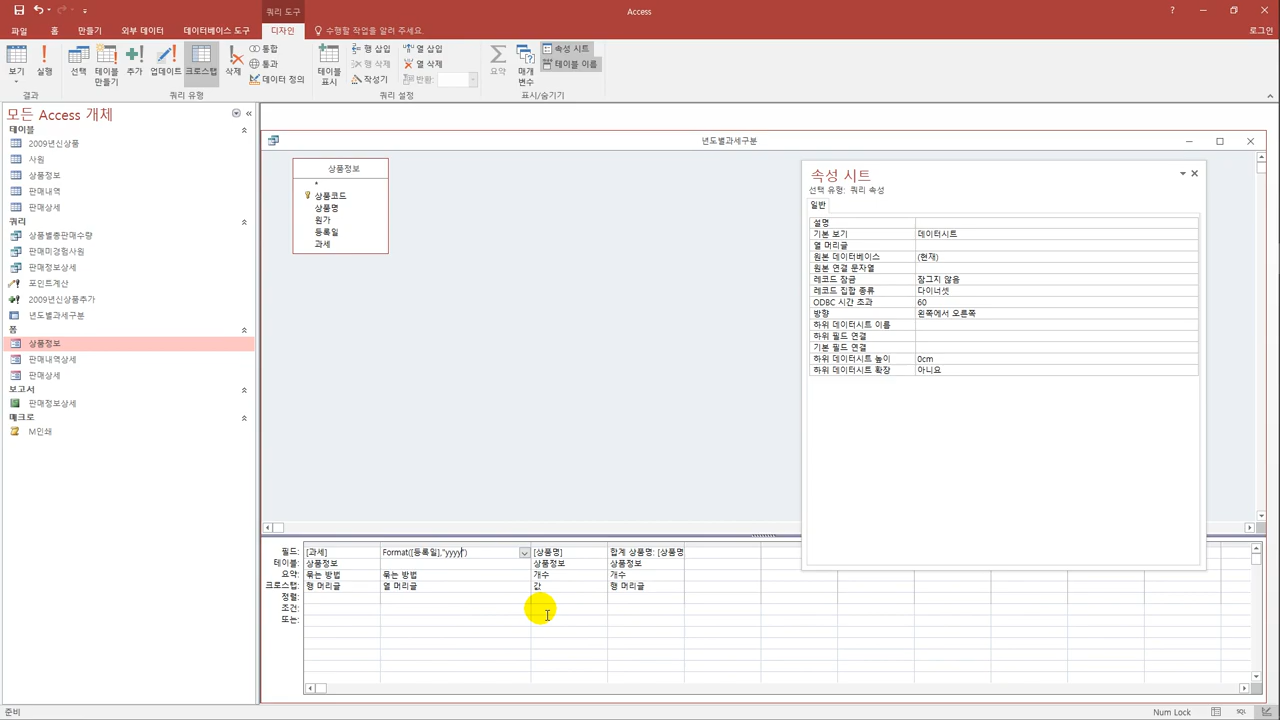 쿼리 도구
Access
파일 홈 만들기 외부 데이터 데이터베이스 도구 디자인 수행할 작업을 알려 주세요.
로그인
보기 실행 선택 테이블 만들기 추가 업데이트 크로스탭 삭제
통합
통과
데이터 정의
테이블 표시
행 삽입
행 삭제
작성기
열 삽입
열 삭제
반환:
요약 매개 변수
속성 시트
테이블 이름
결과 쿼리 유형 쿼리 설정 표시/숨기기
모든 Access 개체
테이블
2009년신상품
사원
상품정보
판매내역
판매상세
쿼리
상품별총판매수량
판매미경험사원
판매정보상세
포인트계산
2009년신상품추가
년도별과세구분
폼
상품정보
판매내역상세
판매상세
보고서
판매정보상세
매크로
M인쇄
년도별과세구분
상품정보
*
상품코드
상품명
원가
등록일
과세
속성 시트
선택 유형: 쿼리 속성
일반
설명
기본 보기 데이터시트
열 머리글
원본 데이터베이스 (현재)
원본 연결 문자열
레코드 잠금 잠그지 않음
레코드 집합 종류 다이너셋
ODBC 시간 초과 60
방향 왼쪽에서 오른쪽
하위 데이터시트 이름
하위 필드 연결
기본 필드 연결
하위 데이터시트 높이 0cm
하위 데이터시트 확장 아니요
필드: [과세] Format([등록일],"yyyy") [상품명] 합계 상품명: [상품명
테이블: 상품정보 상품정보 상품정보
요약: 묶는 방법 묶는 방법 개수 개수
크로스탭: 행 머리글 열 머리글 값 행 머리글
정렬:
조건:
또는:
준비
Num Lock
SQL